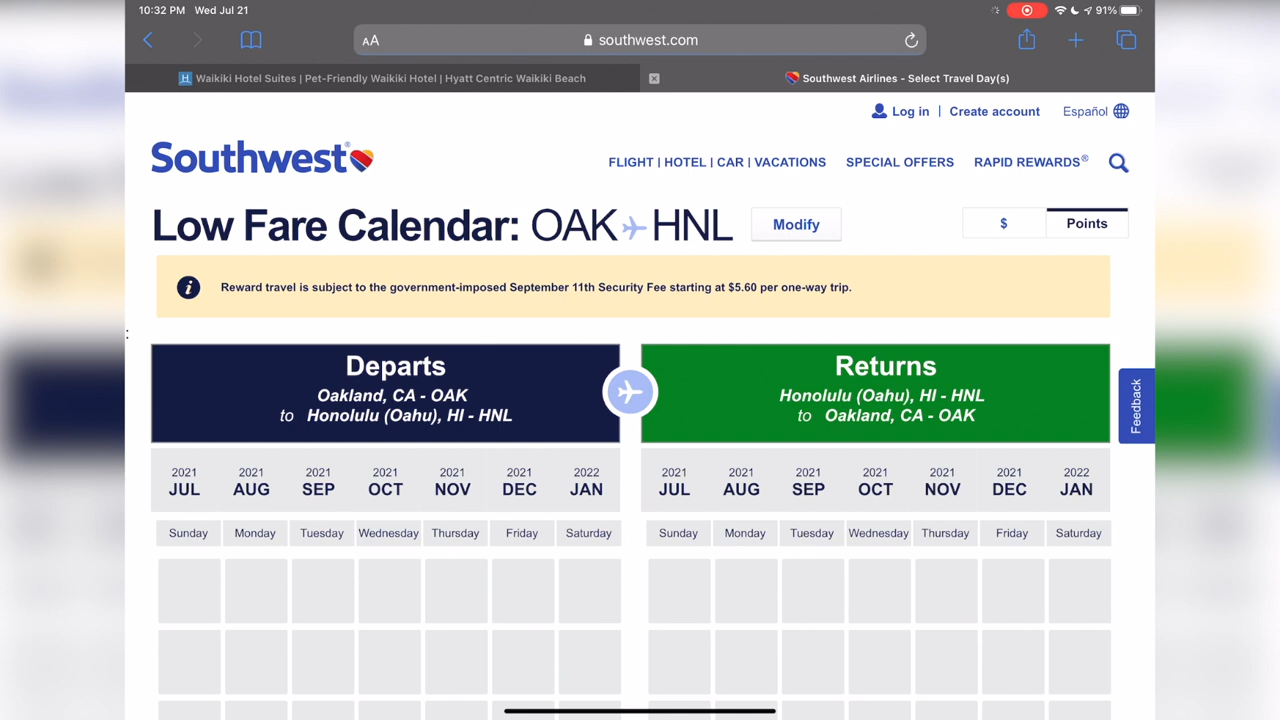 10:32 PM Wed Jul 21
91%
AA
southwest.com
Waikiki Hotel Suites | Pet-Friendly Waikiki Hotel | Hyatt Centric Waikiki Beach
Southwest Airlines - Select Travel Day(s)
Log in | Create account Español
Southwest®
FLIGHT | HOTEL | CAR | VACATIONS SPECIAL OFFERS RAPID REWARDS®
Low Fare Calendar: OAK HNL Modify $ Points
Reward travel is subject to the government-imposed September 11th Security Fee starting at $5.60 per one-way trip.
:
Departs
Oakland, CA - OAK
to Honolulu (Oahu), HI - HNL
Returns
Honolulu (Oahu), HI - HNL
to Oakland, CA - OAK
Feedback
2021 2021 2021 2021 2021 2021 2022
JUL AUG SEP OCT NOV DEC JAN
Sunday Monday Tuesday Wednesday Thursday Friday Saturday
2021 2021 2021 2021 2021 2021 2022
JUL AUG SEP OCT NOV DEC JAN
Sunday Monday Tuesday Wednesday Thursday Friday Saturday